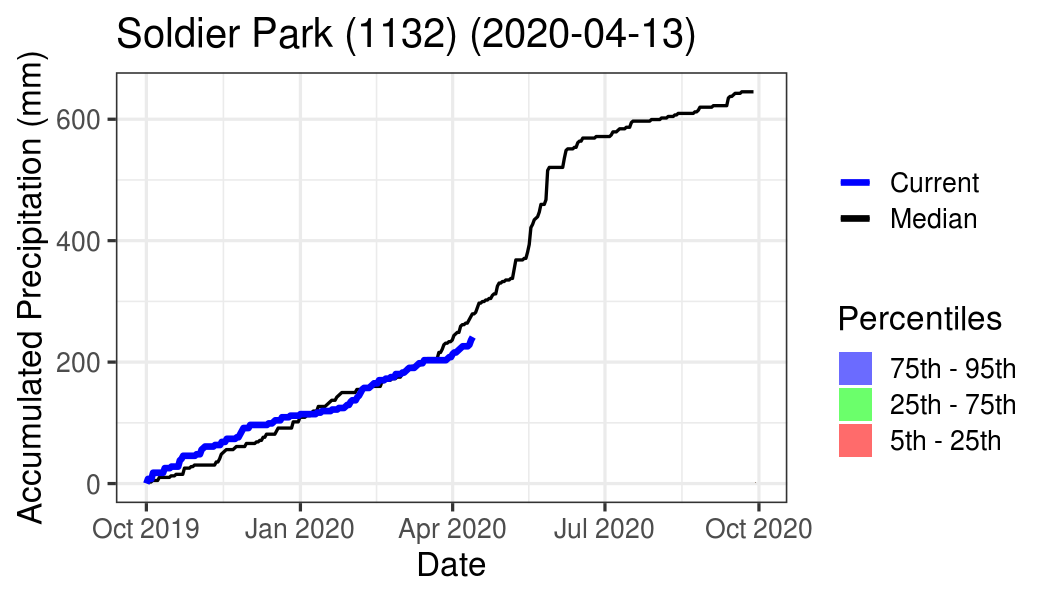 Soldier Park (1132) (2020-04-13)
Accumulated Precipitation (mm)
600
400
200
0
Oct 2019
Jan 2020
Apr 2020
Jul 2020
Oct 2020
Date
Current
Median
Percentiles
75th - 95th
25th - 75th
5th - 25th